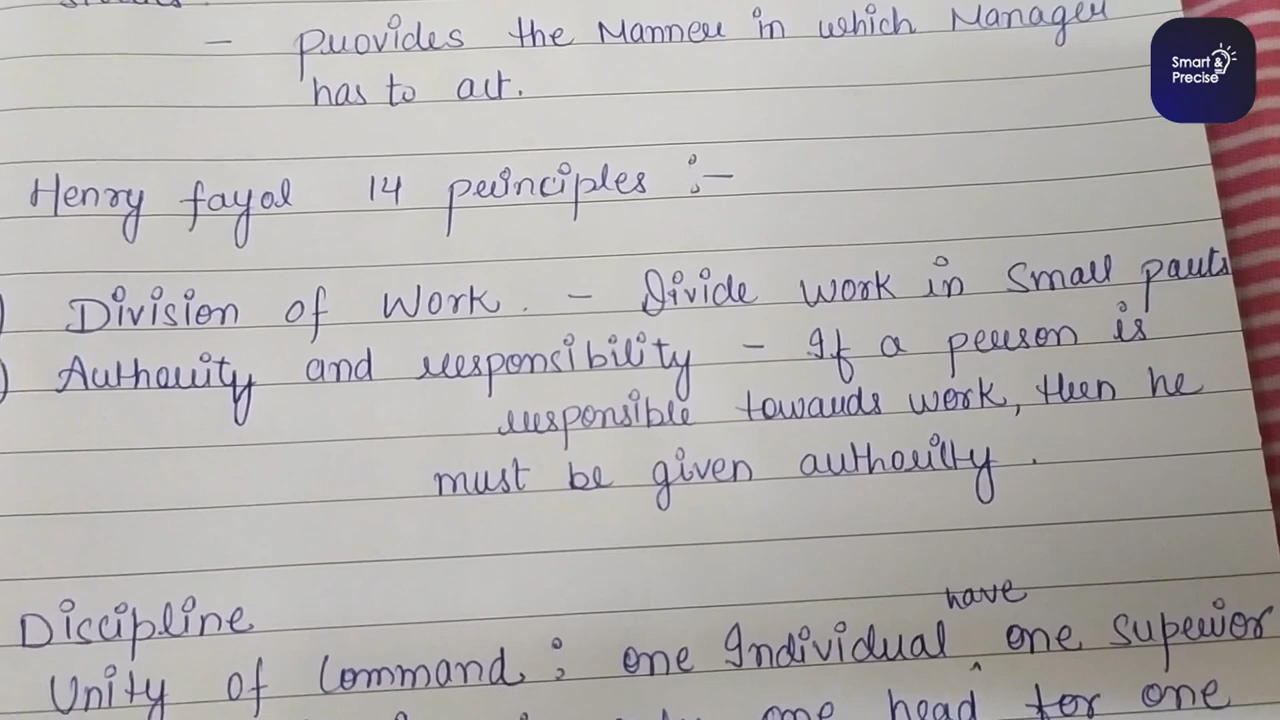 - provides the Manner in which Manager
has to act.
Smart &
Precise
Henry fayal 14 principles :-
Division of Work. - Divide work in small parts
Authority and responsibility - If a person is
responsible towards work, then he
must be given authority.
Discipline
have
Unity of Command : one Individual ^ one superior
one head for one